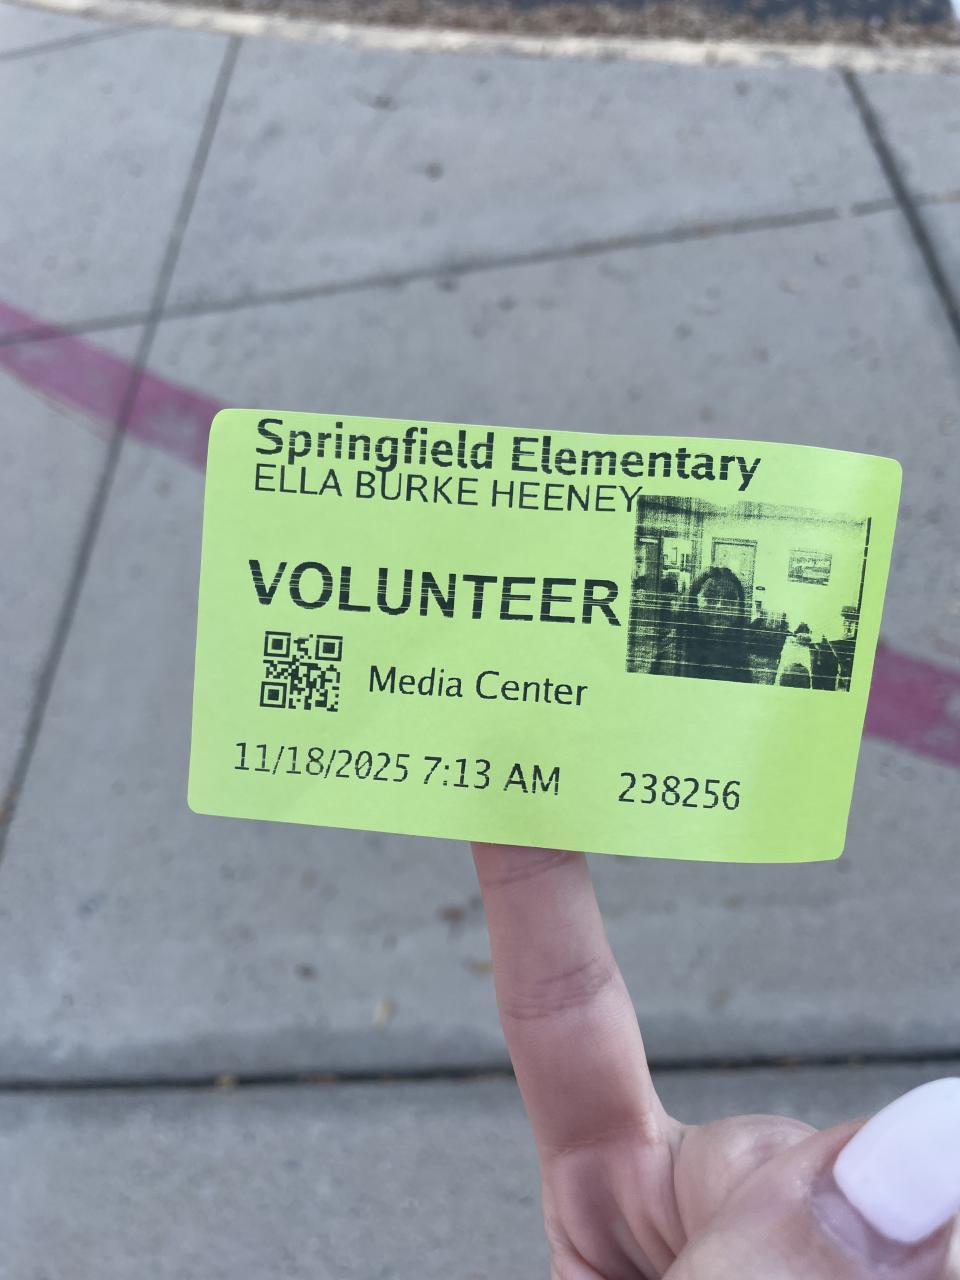 Springfield Elementary
ELLA BURKE HEENEY
VOLUNTEER
Media Center
11/18/2025 7:13 AM 238256